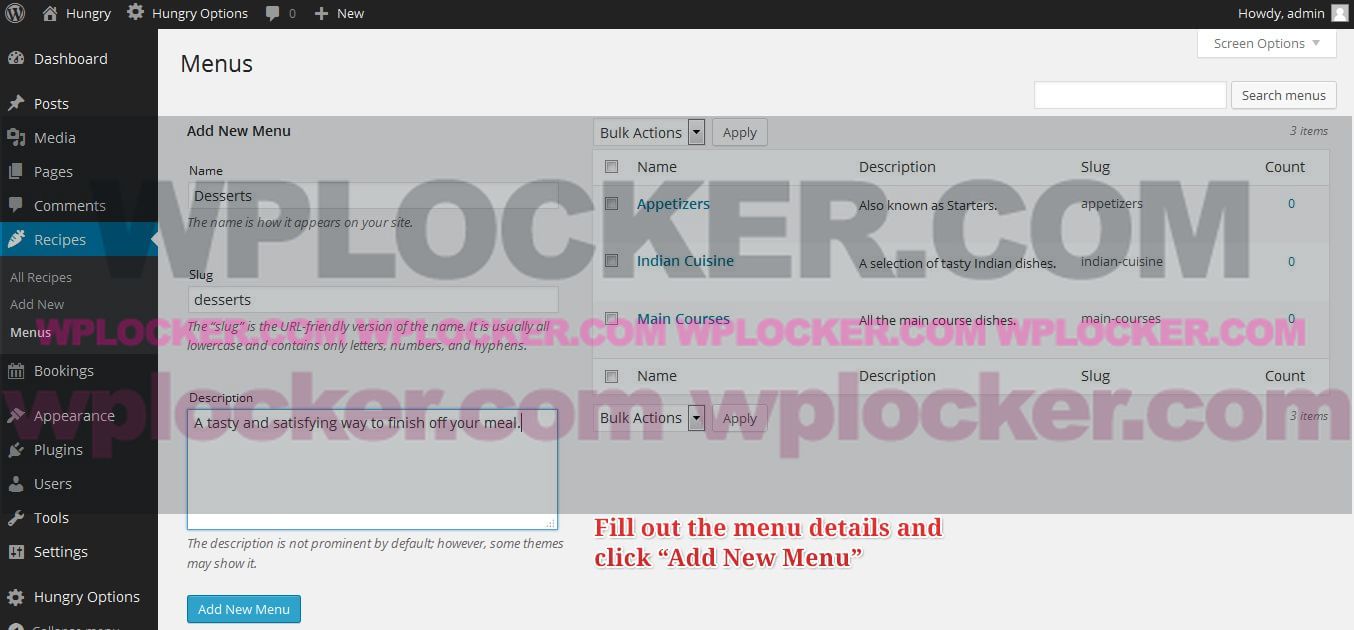 Hungry
Hungry Options
0
New
Howdy, admin
Screen Options
Dashboard
Posts
Media
Pages
Comments
Recipes
All Recipes
Add New
Menus
Bookings
Appearance
Plugins
Users
Tools
Settings
Hungry Options
Collapse menu
Menus
Search menus
Add New Menu
Name
Desserts
The name is how it appears on your site.
Slug
desserts
The “slug” is the URL-friendly version of the name. It is usually all
lowercase and contains only letters, numbers, and hyphens.
Description
A tasty and satisfying way to finish off your meal.
The description is not prominent by default; however, some themes
may show it.
Add New Menu
Bulk Actions Apply 3 items
Name Description Slug Count
Appetizers Also known as Starters. appetizers 0
Indian Cuisine A selection of tasty Indian dishes. indian-cuisine 0
Main Courses All the main course dishes. main-courses 0
Name Description Slug Count
Bulk Actions Apply 3 items
Fill out the menu details and
click “Add New Menu”
WPLOCKER.COM
WPLOCKER.COM WPLOCKER.COM WPLOCKER.COM WPLOCKER.COM
wplocker.com wplocker.com